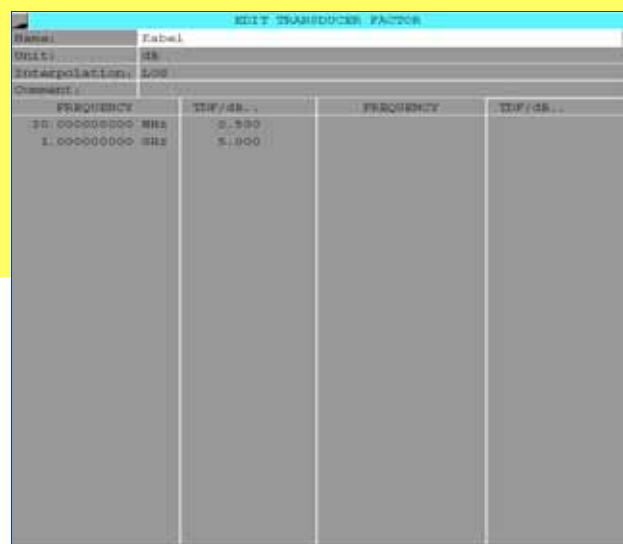 EDIT TRANSDUCER FACTOR
Name: Kabel
Unit: dB
Interpolation: LOG
Comment:
FREQUENCY TDF/dB.. FREQUENCY TDF/dB..
30.000000000 MHz 0.500
1.000000000 GHz 5.000